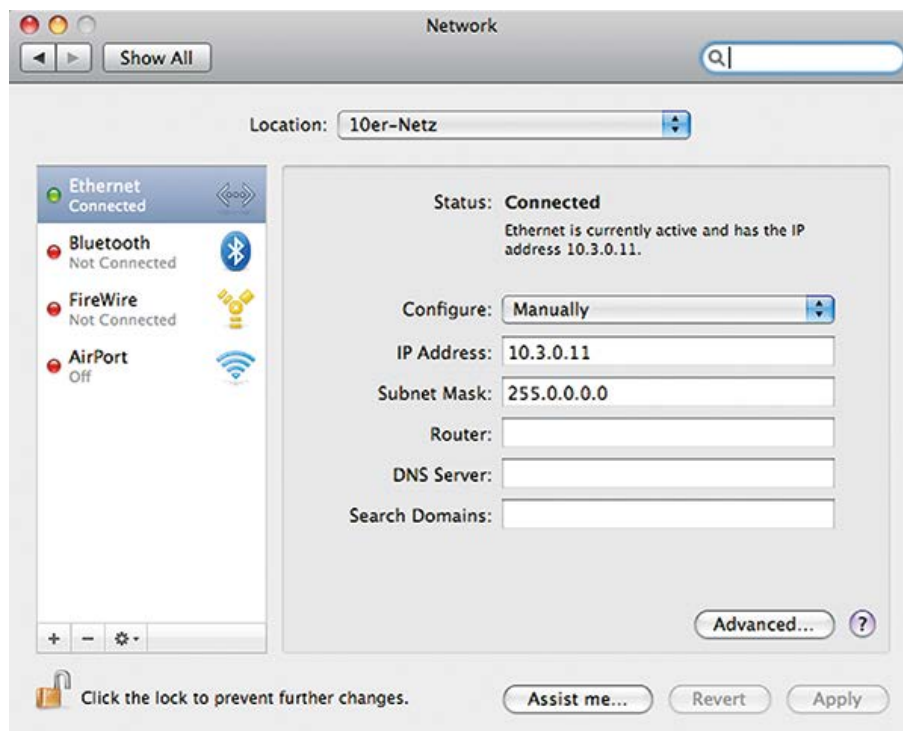 Network
Show All
Location: 10er-Netz
Ethernet
Connected
Bluetooth
Not Connected
FireWire
Not Connected
AirPort
Off
Status: Connected
Ethernet is currently active and has the IP
address 10.3.0.11.
Configure: Manually
IP Address: 10.3.0.11
Subnet Mask: 255.0.0.0.0
Router:
DNS Server:
Search Domains:
Advanced... ?
+ −
Click the lock to prevent further changes.
Assist me... Revert Apply